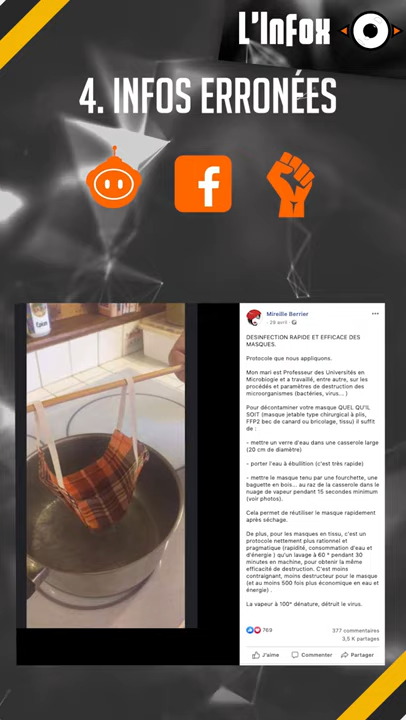 L'Infox
4. INFOS ERRONÉES
Mireille Berrier
28 avril
DESINFECTION RAPIDE ET EFFICACE DES
MASQUES.
Protocole que nous appliquons.
Mon mari est Professeur des Universités en
Microbiogie et a travaillé, entre autre, sur les
procédés et paramètres de destruction des
microorganismes (bactéries, virus... )
Pour décontaminer votre masque QUEL QU'IL
SOIT (masque jetable type chirurgical à plis,
FFP2 bec de canard ou bricolage, tissu) il suffit
de :
- mettre un verre d'eau dans une casserole large
(20 cm de diamètre)
- porter l'eau à ébullition (c'est très rapide)
- mettre le masque tenu par une fourchette, une
baguette en bois... au raz de la casserole dans le
nuage de vapeur pendant 15 secondes minimum
(voir photos).
Cela permet de réutiliser le masque rapidement
après séchage.
De plus, pour les masques en tissu, c'est un
protocole nettement plus rationnel et
pragmatique (rapidité, consommation d'eau et
d'énergie ) qu'un lavage à 60 ° pendant 30
minutes en machine, pour obtenir la même
efficacité de destruction. C'est moins
contraignant, moins destructeur pour le masque
(et au moins 500 fois plus économique en eau et
énergie) .
La vapeur à 100° dénature, détruit le virus.
769
377 commentaires
3,5 K partages
J'aime
Commenter
Partager